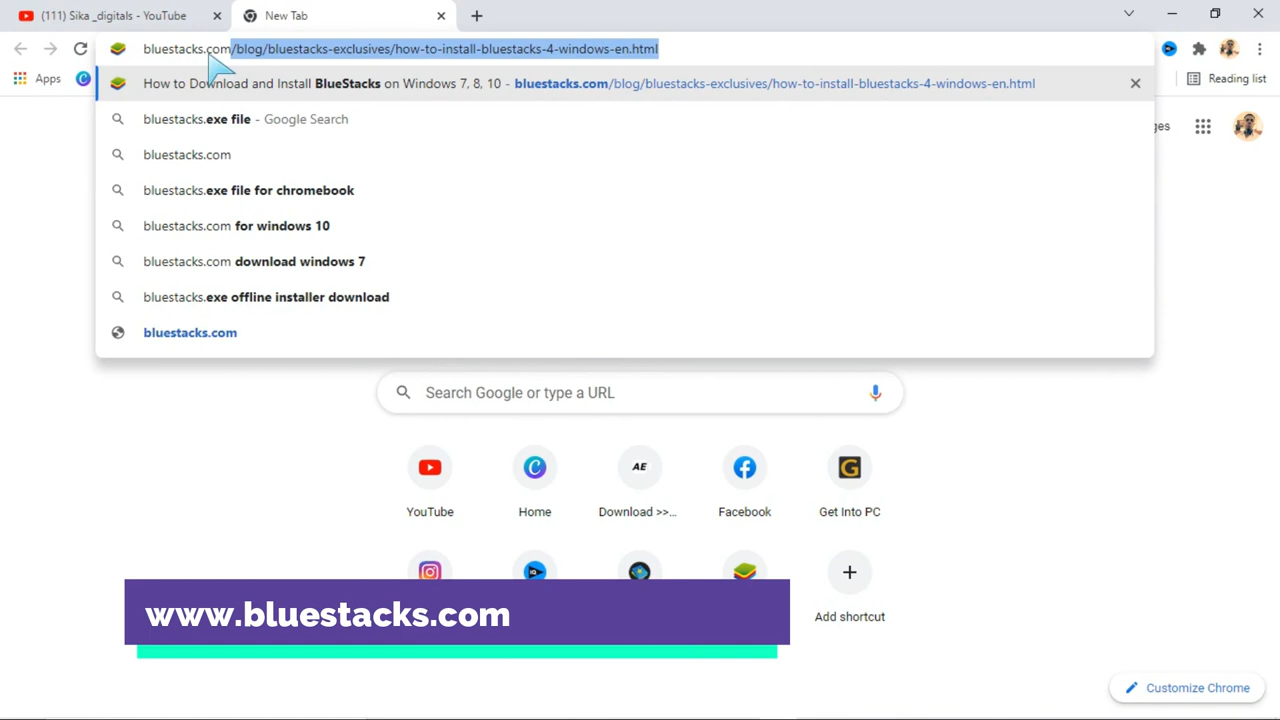 (111) Sika _digitals - YouTube
New Tab
bluestacks.com/blog/bluestacks-exclusives/how-to-install-bluestacks-4-windows-en.html
Apps
Reading list
How to Download and Install BlueStacks on Windows 7, 8, 10 - bluestacks.com/blog/bluestacks-exclusives/how-to-install-bluestacks-4-windows-en.html
bluestacks.exe file - Google Search
bluestacks.com
bluestacks.exe file for chromebook
bluestacks.com for windows 10
bluestacks.com download windows 7
bluestacks.exe offline installer download
bluestacks.com
Search Google or type a URL
AE
YouTube
Home
Download >>...
Facebook
Get Into PC
www.bluestacks.com
Add shortcut
Customize Chrome